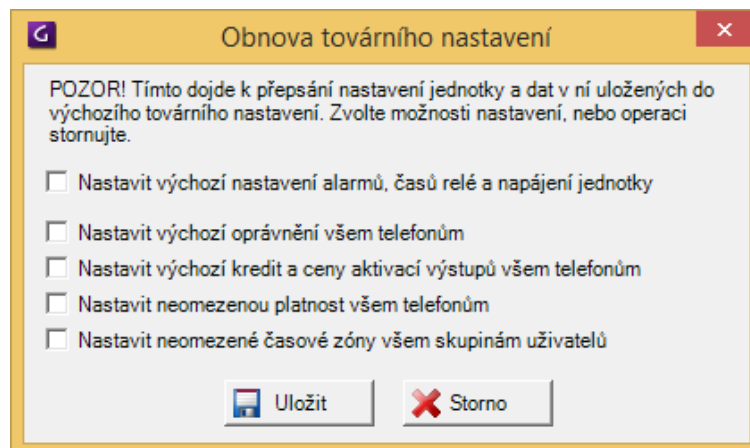 Obnova továrního nastavení
POZOR! Tímto dojde k přepsání nastavení jednotky a dat v ní uložených do
výchozího továrního nastavení. Zvolte možnosti nastavení, nebo operaci
stornujte.
Nastavit výchozí nastavení alarmů, časů relé a napájení jednotky
Nastavit výchozí oprávnění všem telefonům
Nastavit výchozí kredit a ceny aktivací výstupů všem telefonům
Nastavit neomezenou platnost všem telefonům
Nastavit neomezené časové zóny všem skupinám uživatelů
Uložit
Storno